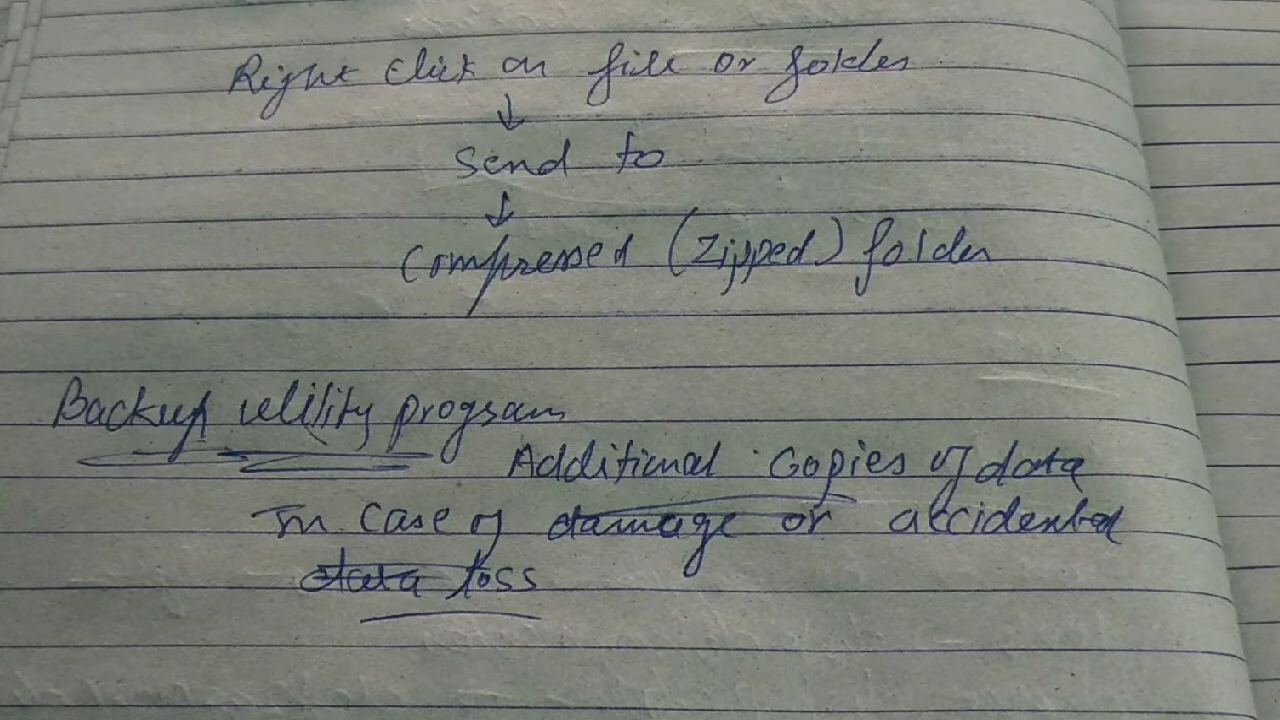 Right click on file or folder
↓
Send to
↓
Compressed (Zipped) folder
Backup utility program
Additional copies of data
In case of damage or accidental
data loss